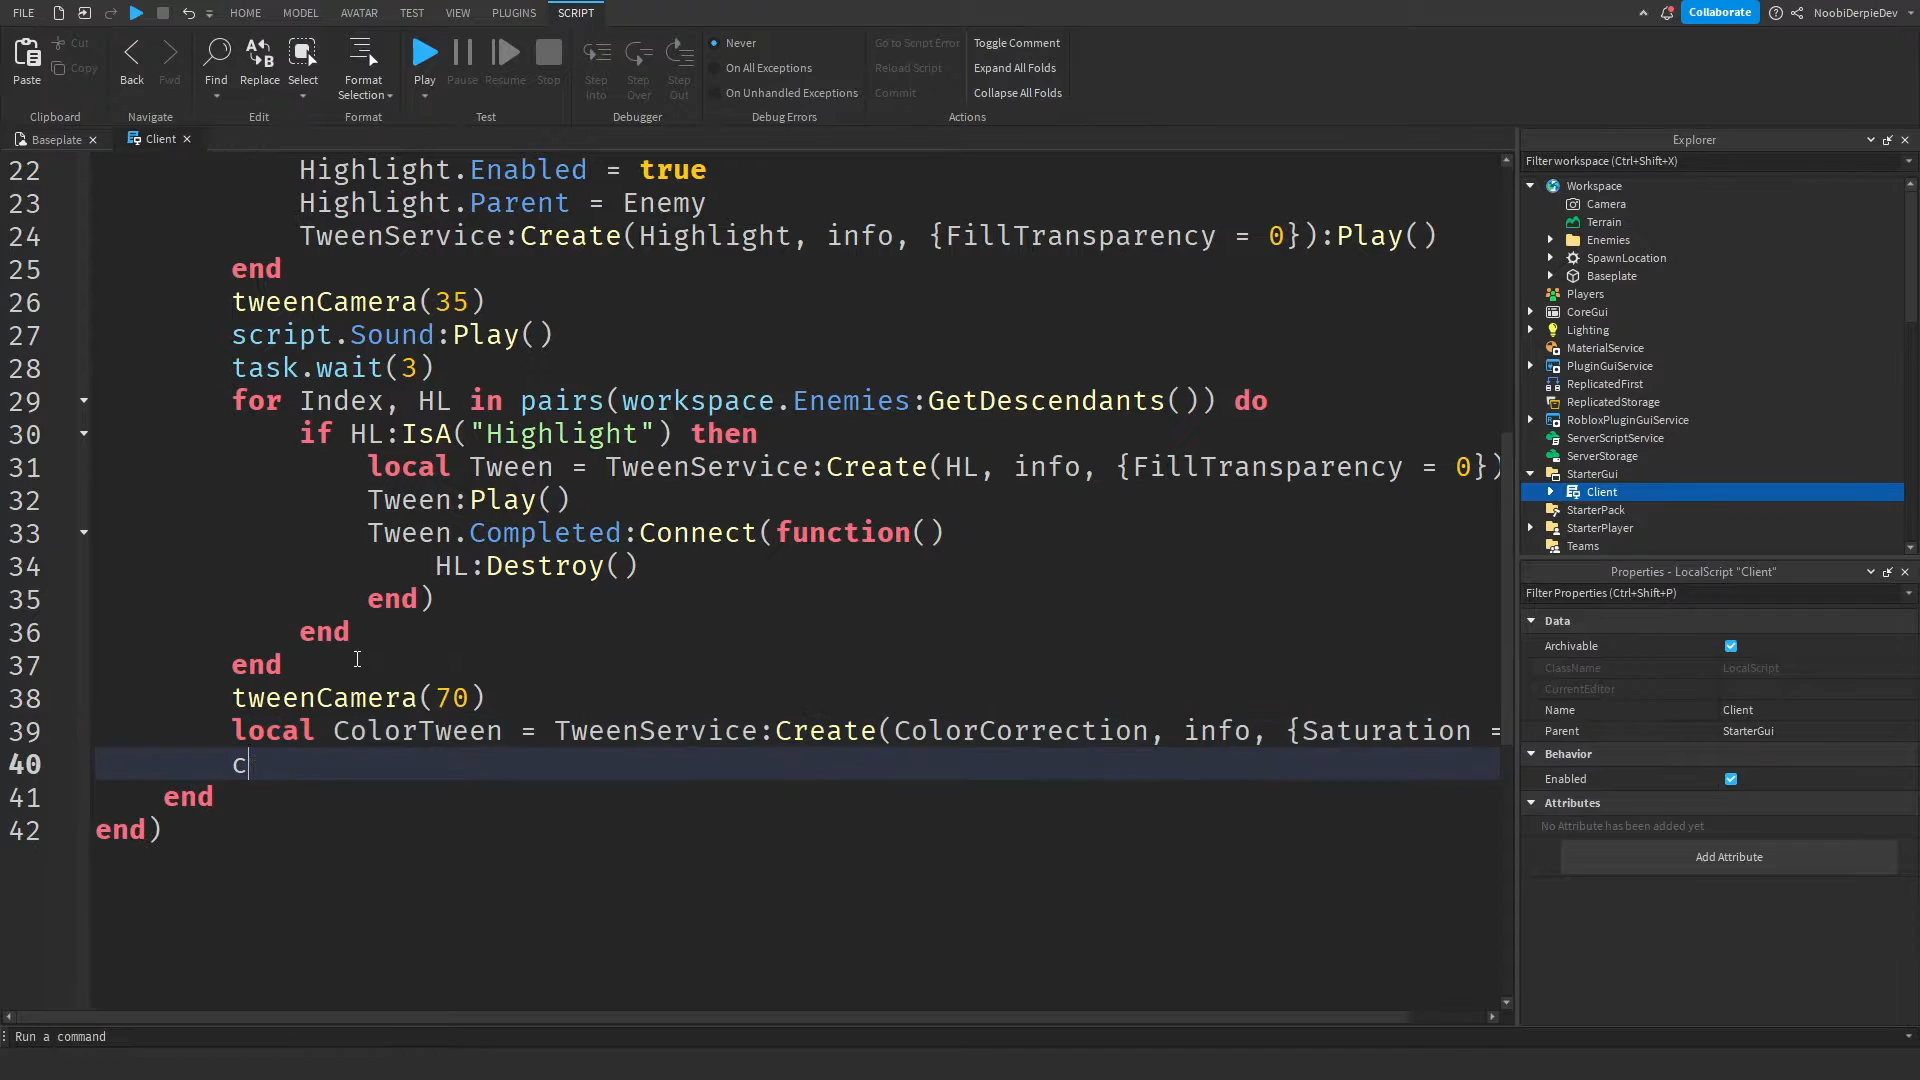 FILE HOME MODEL AVATAR TEST VIEW PLUGINS SCRIPT Collaborate NoobiDerpieDev
Paste Cut Copy
Back Fwd
Find Replace Select
Format Selection
Play Pause Resume Stop
Step Into Step Over Step Out
Never
On All Exceptions
On Unhandled Exceptions
Go to Script Error
Reload Script
Commit
Toggle Comment
Expand All Folds
Collapse All Folds
Clipboard Navigate Edit Format Test Debugger Debug Errors Actions
Baseplate Client
22 Highlight.Enabled = true
23 Highlight.Parent = Enemy
24 TweenService:Create(Highlight, info, {FillTransparency = 0}):Play()
25 end
26 tweenCamera(35)
27 script.Sound:Play()
28 task.wait(3)
29 for Index, HL in pairs(workspace.Enemies:GetDescendants()) do
30 if HL:IsA("Highlight") then
31 local Tween = TweenService:Create(HL, info, {FillTransparency = 0})
32 Tween:Play()
33 Tween.Completed:Connect(function()
34 HL:Destroy()
35 end)
36 end
37 end
38 tweenCamera(70)
39 local ColorTween = TweenService:Create(ColorCorrection, info, {Saturation =
40 c
41 end
42 end)
Run a command
Explorer
Filter workspace (Ctrl+Shift+X)
Workspace
Camera
Terrain
Enemies
SpawnLocation
Baseplate
Players
CoreGui
Lighting
MaterialService
PluginGuiService
ReplicatedFirst
ReplicatedStorage
RobloxPluginGuiService
ServerScriptService
ServerStorage
StarterGui
Client
StarterPack
StarterPlayer
Teams
Properties - LocalScript "Client"
Filter Properties (Ctrl+Shift+P)
Data
Archivable
ClassName LocalScript
CurrentEditor
Name Client
Parent StarterGui
Behavior
Enabled
Attributes
No Attribute has been added yet
Add Attribute